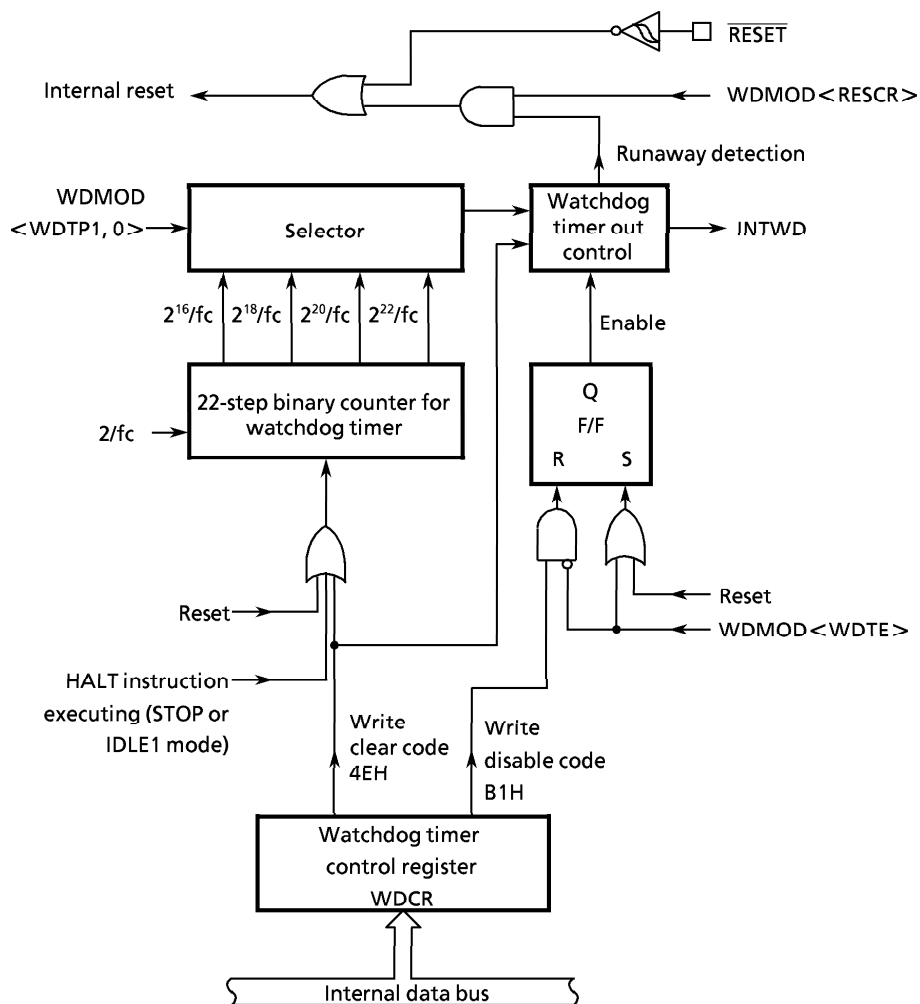 RESET
Internal reset
WDMOD<RESCR>
Runaway detection
WDMOD
<WDTP1, 0>
Selector
Watchdog
timer out
control
INTWD
2¹⁶/fc 2¹⁸/fc 2²⁰/fc 2²²/fc
Enable
22-step binary counter for
watchdog timer
2/fc
Q
F/F
R S
Reset
Reset
WDMOD<WDTE>
HALT instruction
executing (STOP or
IDLE1 mode)
Write
clear code
4EH
Write
disable code
B1H
Watchdog timer
control register
WDCR
Internal data bus